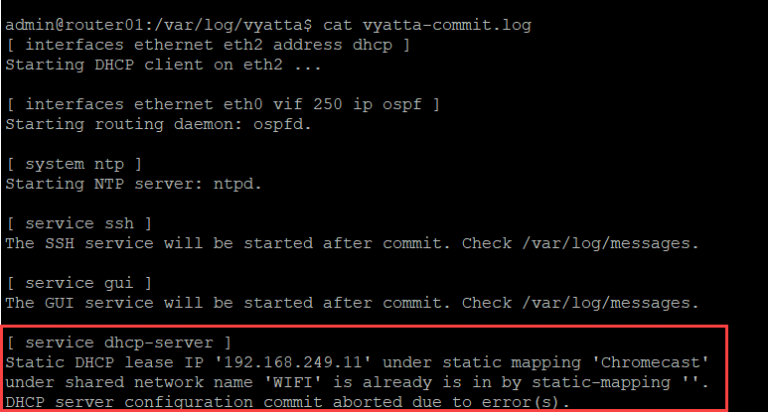 admin@router01:/var/log/vyatta$ cat vyatta-commit.log
[ interfaces ethernet eth2 address dhcp ]
Starting DHCP client on eth2 ...
[ interfaces ethernet eth0 vif 250 ip ospf ]
Starting routing daemon: ospfd.
[ system ntp ]
Starting NTP server: ntpd.
[ service ssh ]
The SSH service will be started after commit. Check /var/log/messages.
[ service gui ]
The GUI service will be started after commit. Check /var/log/messages.
[ service dhcp-server ]
Static DHCP lease IP '192.168.249.11' under static mapping 'Chromecast'
under shared network name 'WIFI' is already is in by static-mapping ''.
DHCP server configuration commit aborted due to error(s).